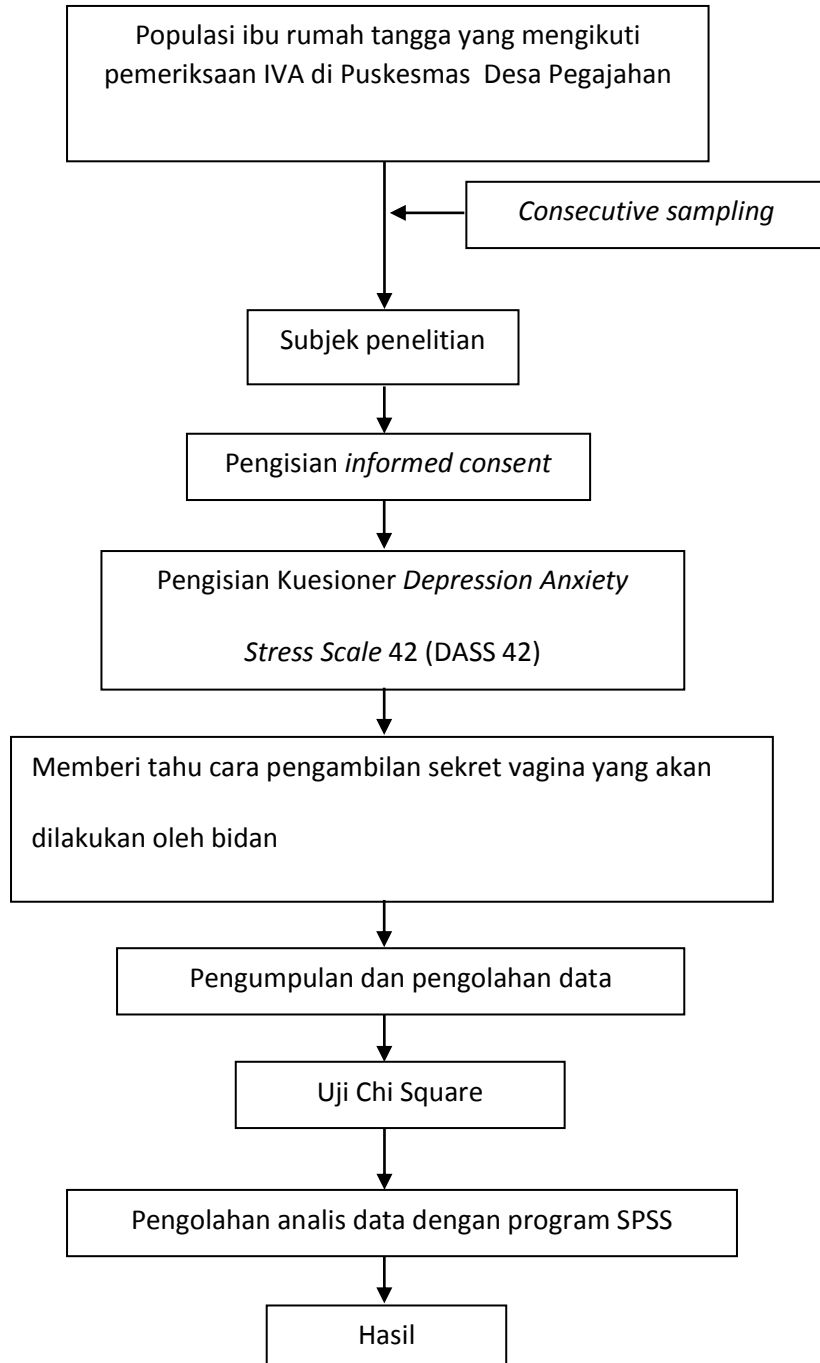 Populasi ibu rumah tangga yang mengikuti
pemeriksaan IVA di Puskesmas Desa Pegajahan
Consecutive sampling
Subjek penelitian
Pengisian informed consent
Pengisian Kuesioner Depression Anxiety
Stress Scale 42 (DASS 42)
Memberi tahu cara pengambilan sekret vagina yang akan
dilakukan oleh bidan
Pengumpulan dan pengolahan data
Uji Chi Square
Pengolahan analis data dengan program SPSS
Hasil